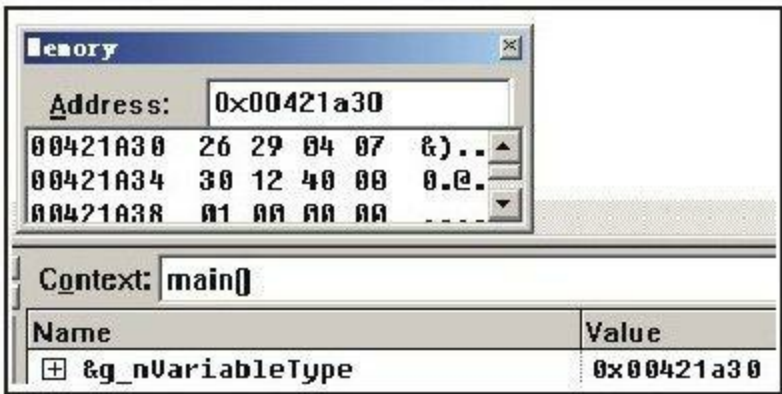 Memory
Address: 0x00421a30
00421A30 26 29 04 07 &)..
00421A34 30 12 40 00 0.@.
00421A38 01 00 00 00 ....
Context: main()
Name Value
&g_nVariableType 0x00421a30